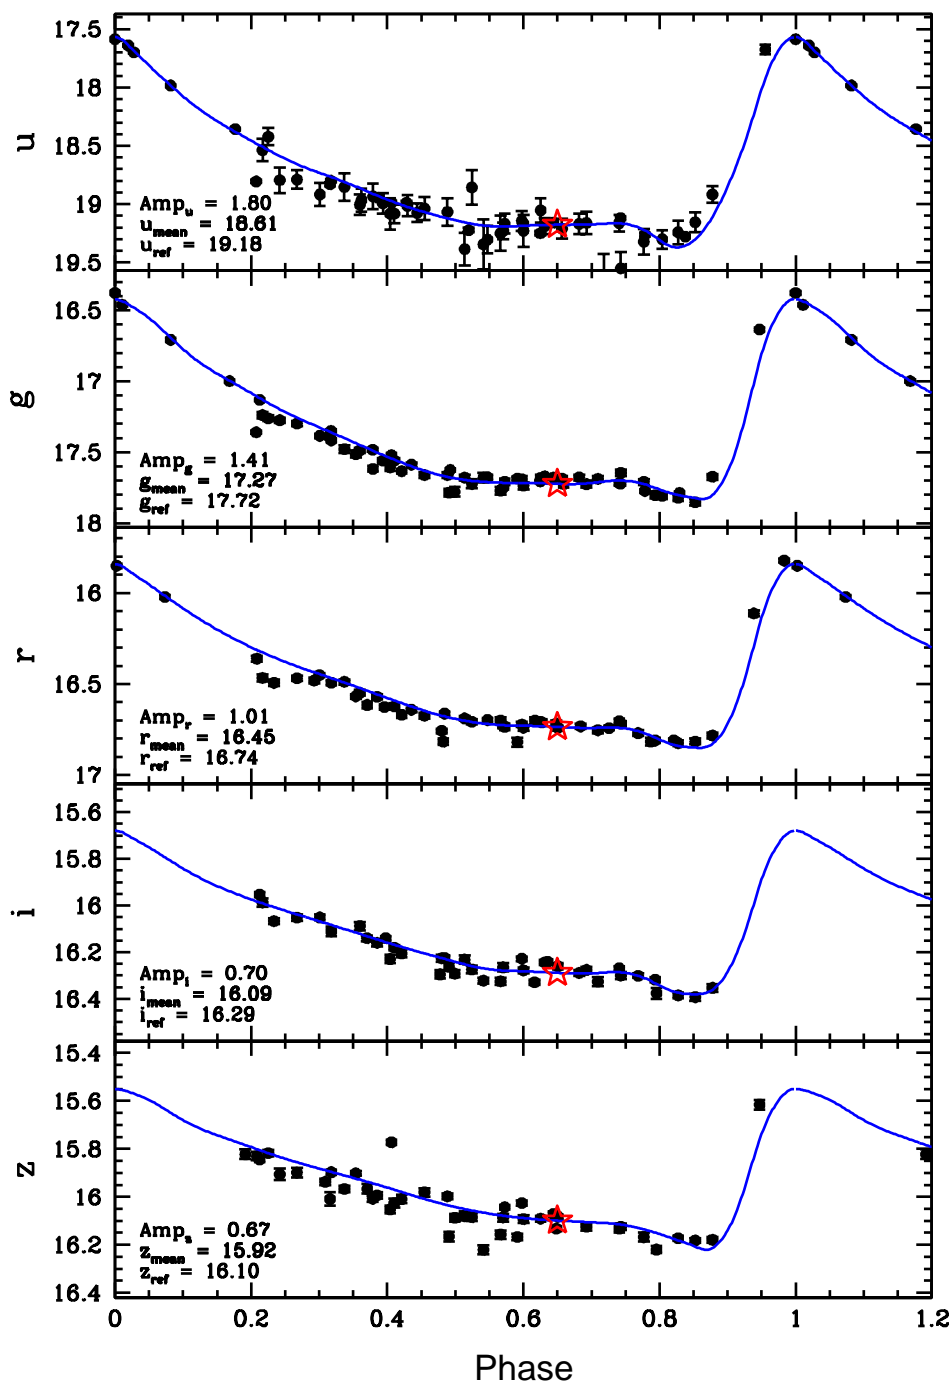 17.5
18
18.5
19
19.5
u
Amp_u = 1.80
u_mean = 18.61
u_ref = 19.18
16.5
17
17.5
18
g
Amp_g = 1.41
g_mean = 17.27
g_ref = 17.72
16
16.5
17
r
Amp_r = 1.01
r_mean = 16.45
r_ref = 16.74
15.6
15.8
16
16.2
16.4
i
Amp_i = 0.70
i_mean = 16.09
i_ref = 16.29
15.4
15.6
15.8
16
16.2
16.4
z
Amp_z = 0.67
z_mean = 15.92
z_ref = 16.10
0 0.2 0.4 0.6 0.8 1 1.2
Phase